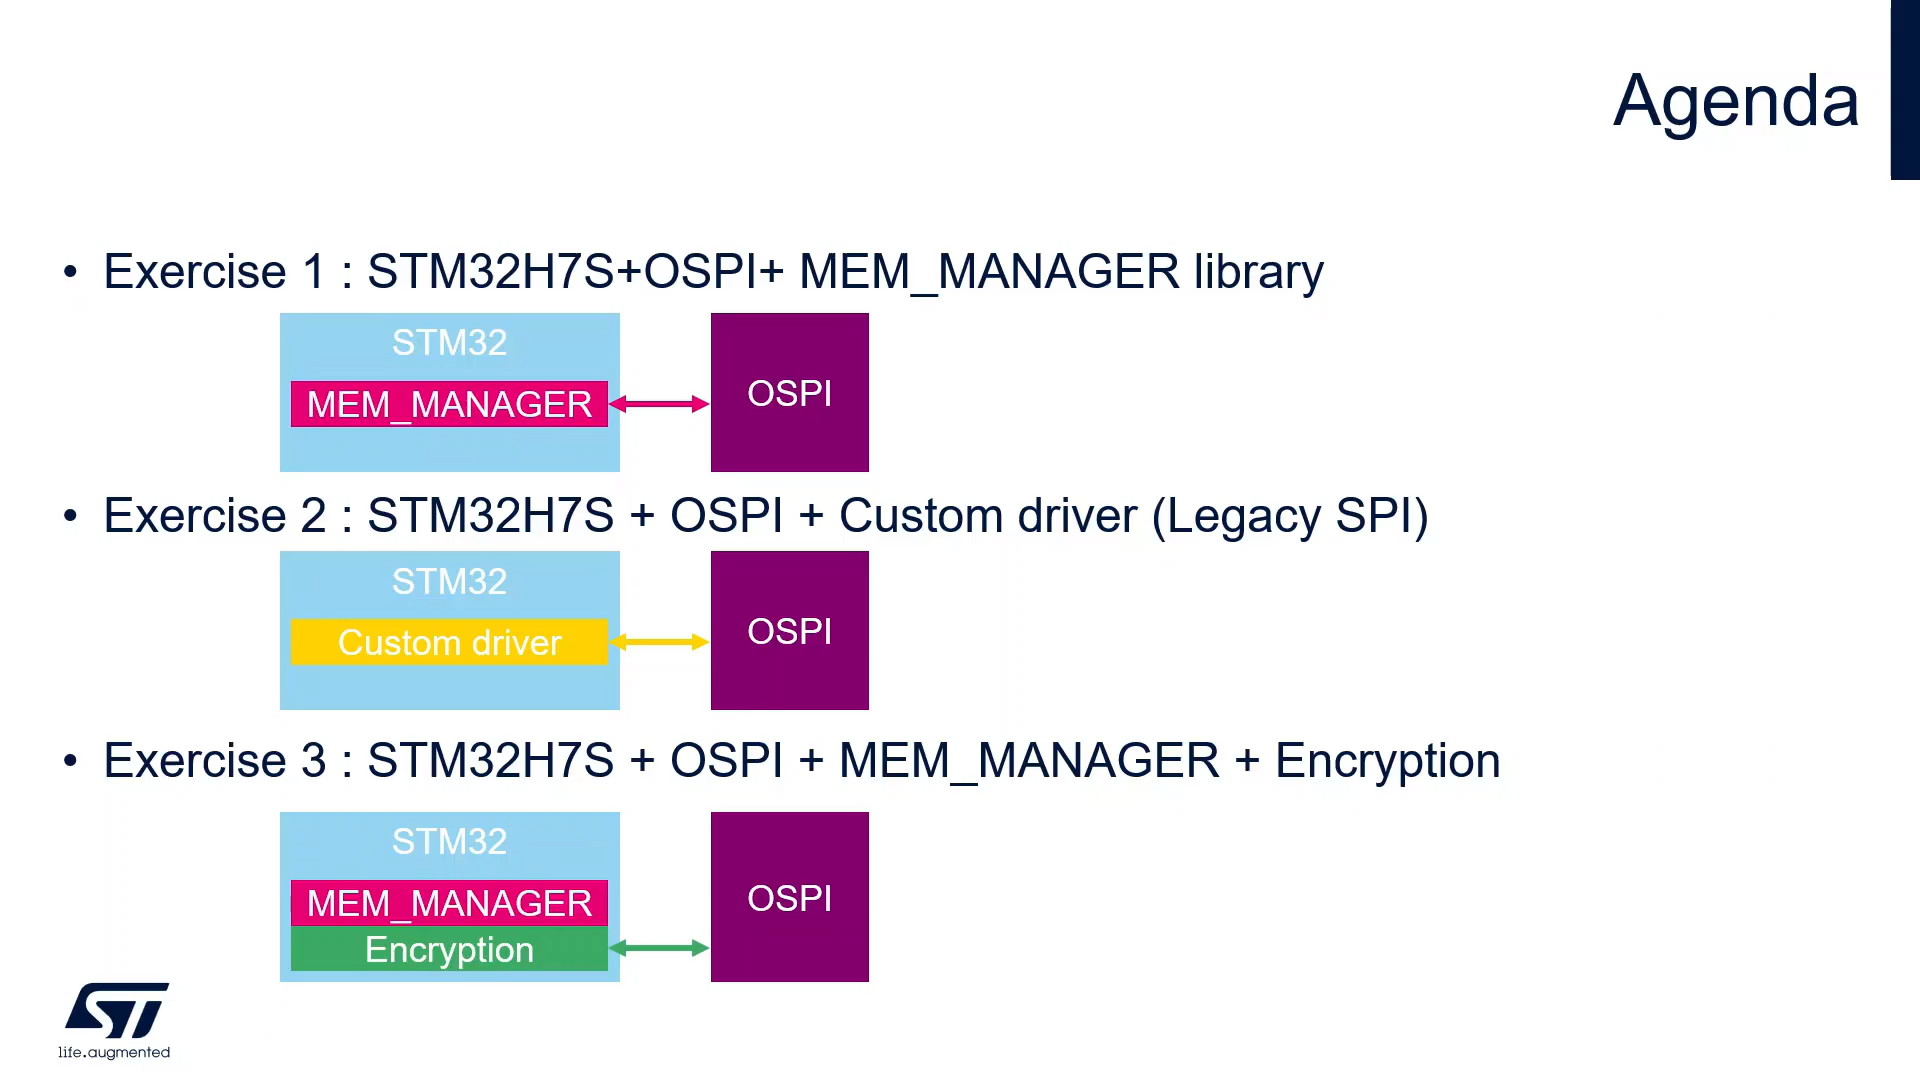 Agenda
• Exercise 1 : STM32H7S+OSPI+ MEM_MANAGER library
STM32
MEM_MANAGER
OSPI
• Exercise 2 : STM32H7S + OSPI + Custom driver (Legacy SPI)
STM32
Custom driver
OSPI
• Exercise 3 : STM32H7S + OSPI + MEM_MANAGER + Encryption
STM32
MEM_MANAGER
Encryption
OSPI
ST
life.augmented